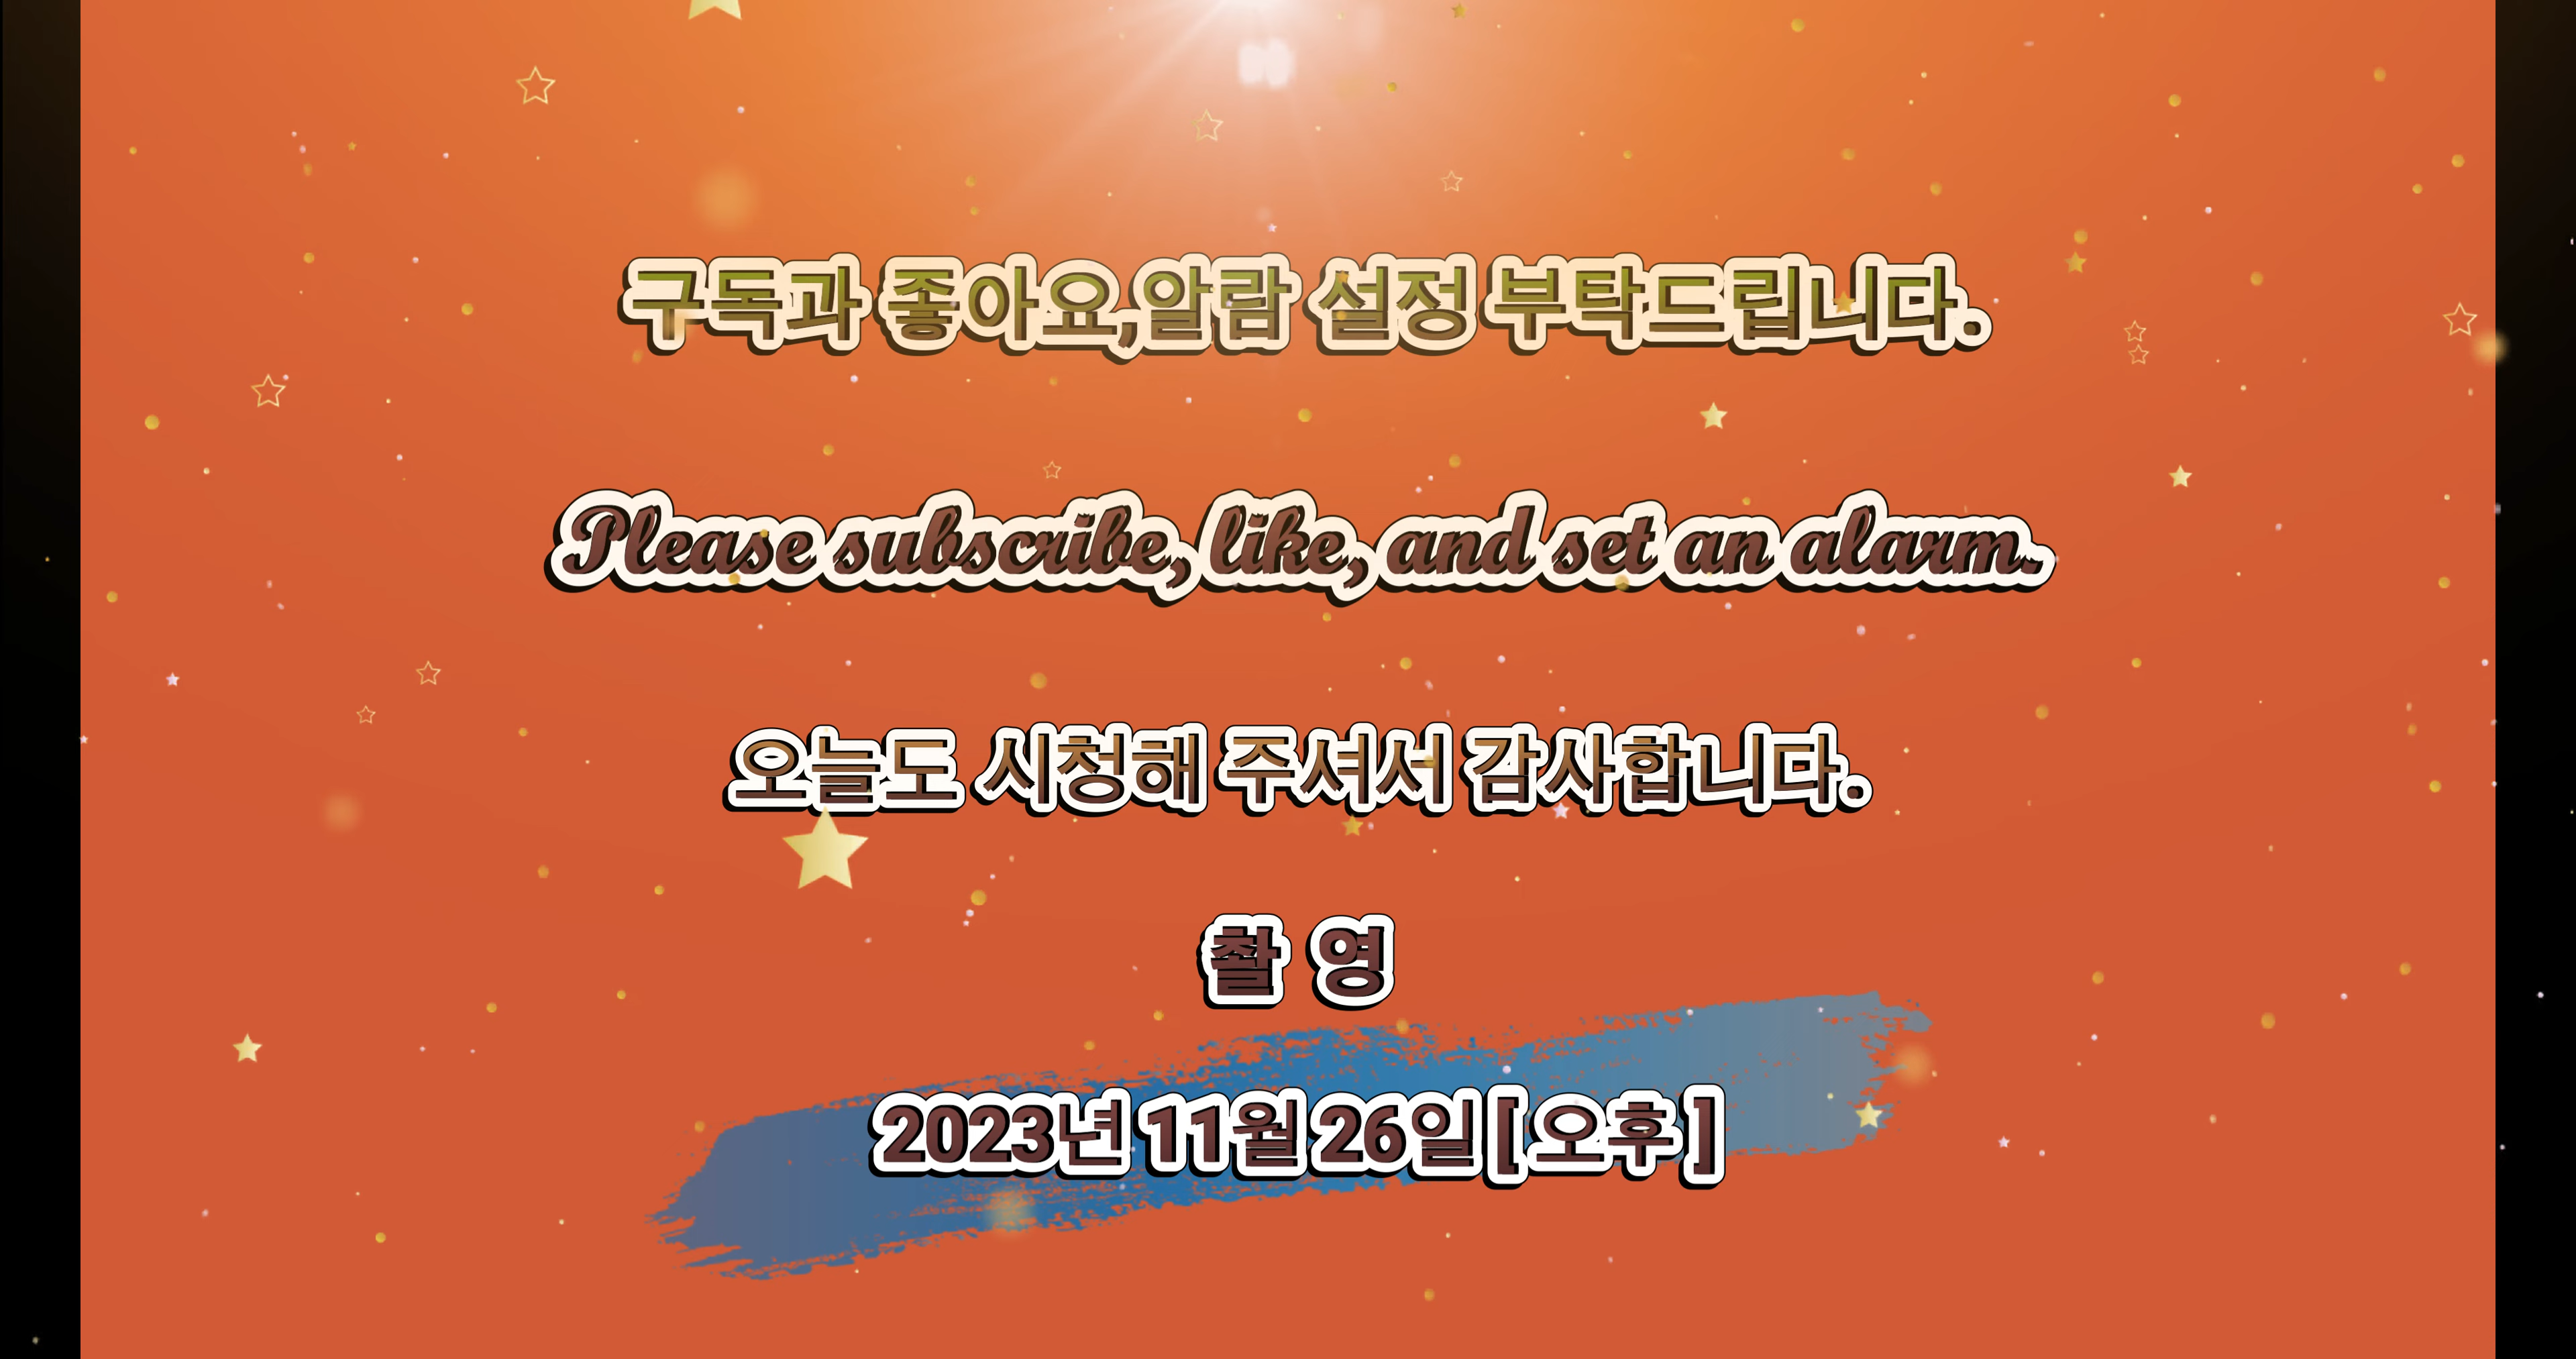 구독과 좋아요,알람 설정 부탁드립니다.
Please subscribe, like, and set an alarm.
오늘도 시청해 주셔서 감사합니다.
촬 영
2023년 11월 26일 [오후]